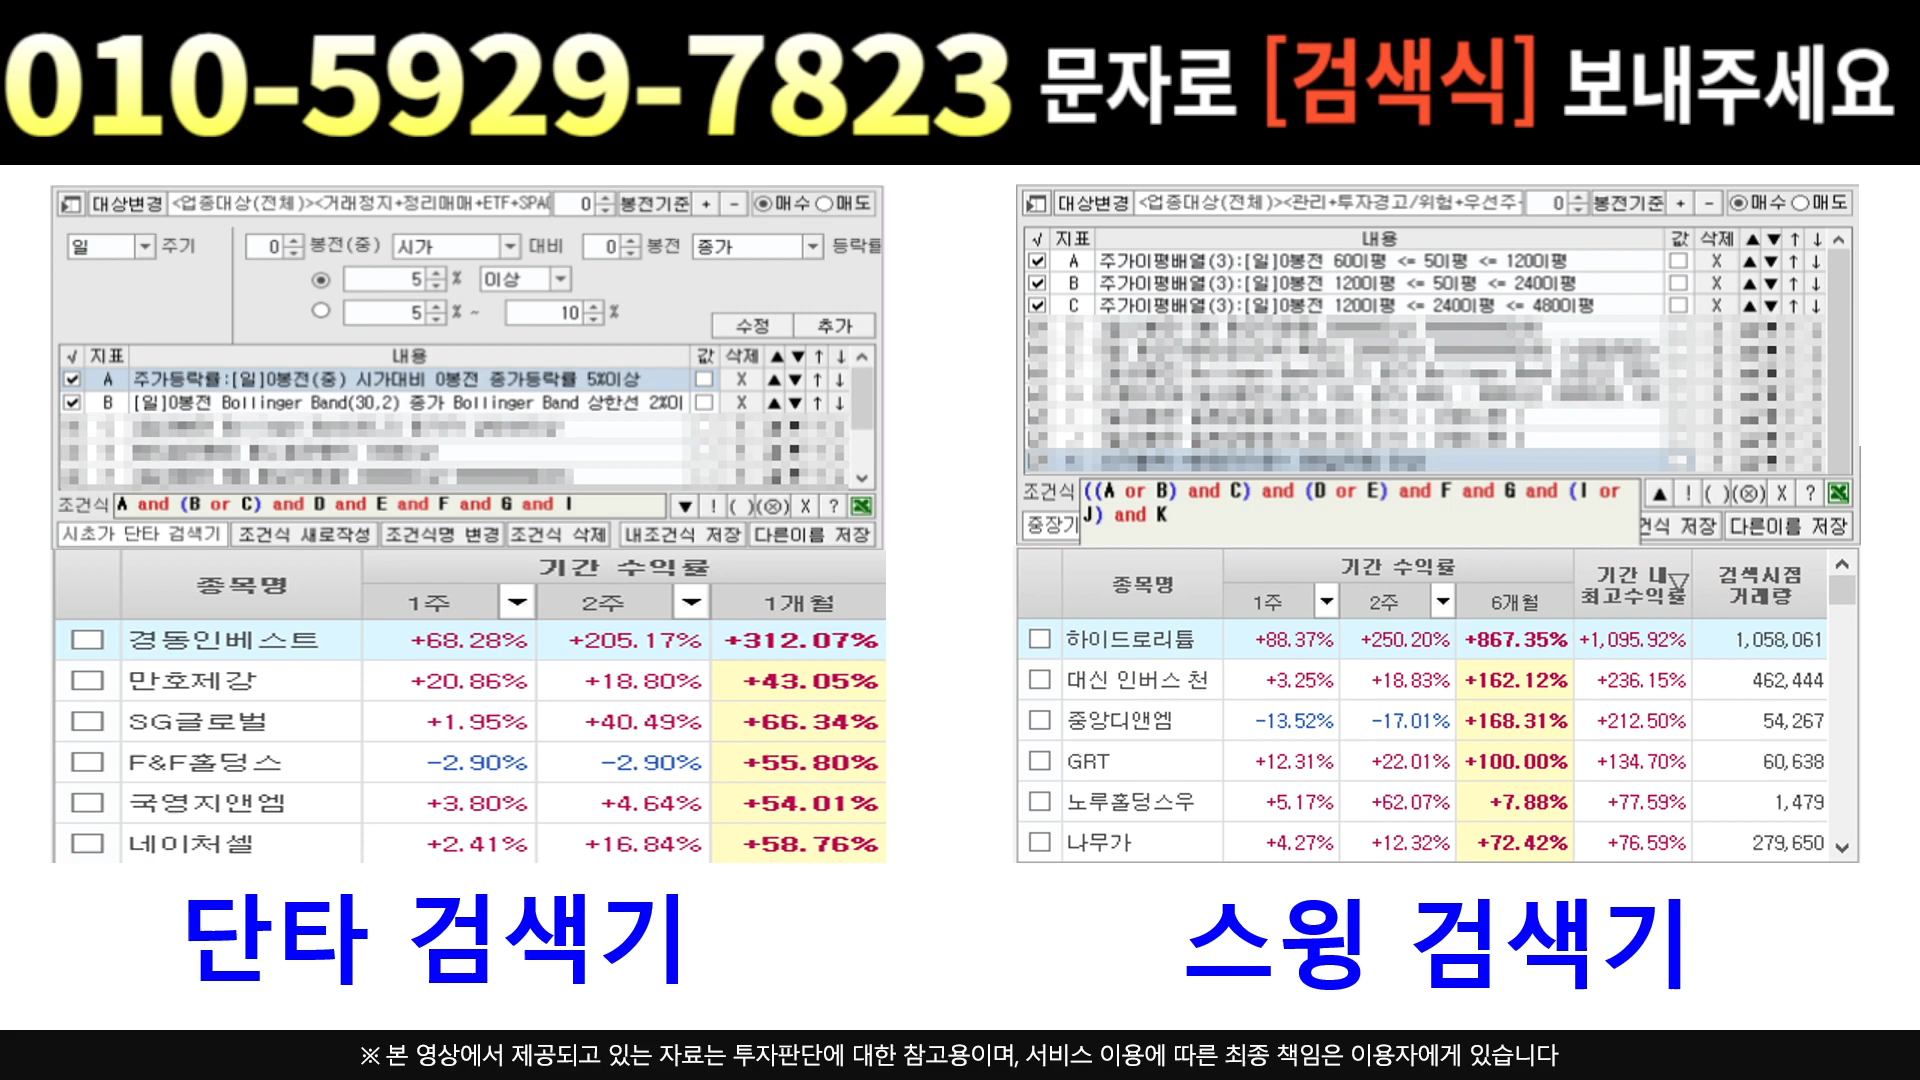 010-5929-7823 문자로 [검색식] 보내주세요
대상변경 <업종대상(전체)><거래정지+정리매매+ETF+SPA 0 봉전기준 + - 매수 매도
일 주기 0 봉전(중) 시가 대비 0 봉전 종가 등락률
5 % 이상
5 % ~ 10 %
수정 추가
√ 지표 내용 값 삭제 ▲ ▼ ↑ ↓
A 주가등락률:[일]0봉전(중) 시가대비 0봉전 종가등락률 5%이상 X ▲ ▼ ↑ ↓
B [일]0봉전 Bollinger Band(30,2) 종가 Bollinger Band 상한선 2%이 X ▲ ▼ ↑ ↓
조건식 A and (B or C) and D and E and F and G and I ▼ ! ( )(⊗) X ?
시초가 단타 검색기 조건식 새로작성 조건식명 변경 조건식 삭제 내조건식 저장 다른이름 저장
종목명 기간 수익률
1주 2주 1개월
경동인베스트 +68.28% +205.17% +312.07%
만호제강 +20.86% +18.80% +43.05%
SG글로벌 +1.95% +40.49% +66.34%
F&F홀딩스 -2.90% -2.90% +55.80%
국영지앤엠 +3.80% +4.64% +54.01%
네이처셀 +2.41% +16.84% +58.76%
단타 검색기
대상변경 <업종대상(전체)><관리+투자경고/위험+우선주+ 0 봉전기준 + - 매수 매도
√ 지표 내용 값 삭제 ▲ ▼ ↑ ↓
A 주가이평배열(3):[일]0봉전 60이평 <= 5이평 <= 120이평 X ▲ ▼ ↑ ↓
B 주가이평배열(3):[일]0봉전 120이평 <= 5이평 <= 240이평 X ▲ ▼ ↑ ↓
C 주가이평배열(3):[일]0봉전 120이평 <= 240이평 <= 480이평 X ▲ ▼ ↑ ↓
조건식 ((A or B) and C) and (D or E) and F and G and (I or ▲ ! ( )(⊗) X ?
중장기 J) and K 건식 저장 다른이름 저장
종목명 기간 수익률 기간 내 최고수익률 검색시점 거래량
1주 2주 6개월
하이드로리튬 +88.37% +250.20% +867.35% +1,095.92% 1,058,061
대신 인버스 천 +3.25% +18.83% +162.12% +236.15% 462,444
중앙디앤엠 -13.52% -17.01% +168.31% +212.50% 54,267
GRT +12.31% +22.01% +100.00% +134.70% 60,638
노루홀딩스우 +5.17% +62.07% +7.88% +77.59% 1,479
나무가 +4.27% +12.32% +72.42% +76.59% 279,650
스윙 검색기
※ 본 영상에서 제공되고 있는 자료는 투자판단에 대한 참고용이며, 서비스 이용에 따른 최종 책임은 이용자에게 있습니다